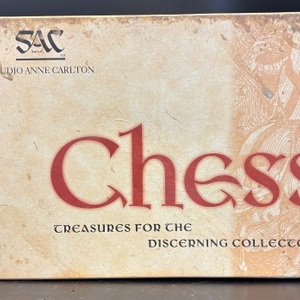 SAC
UDIO ANNE CARLTON
Chess
TREASURES FOR THE
DISCERNING COLLECTO